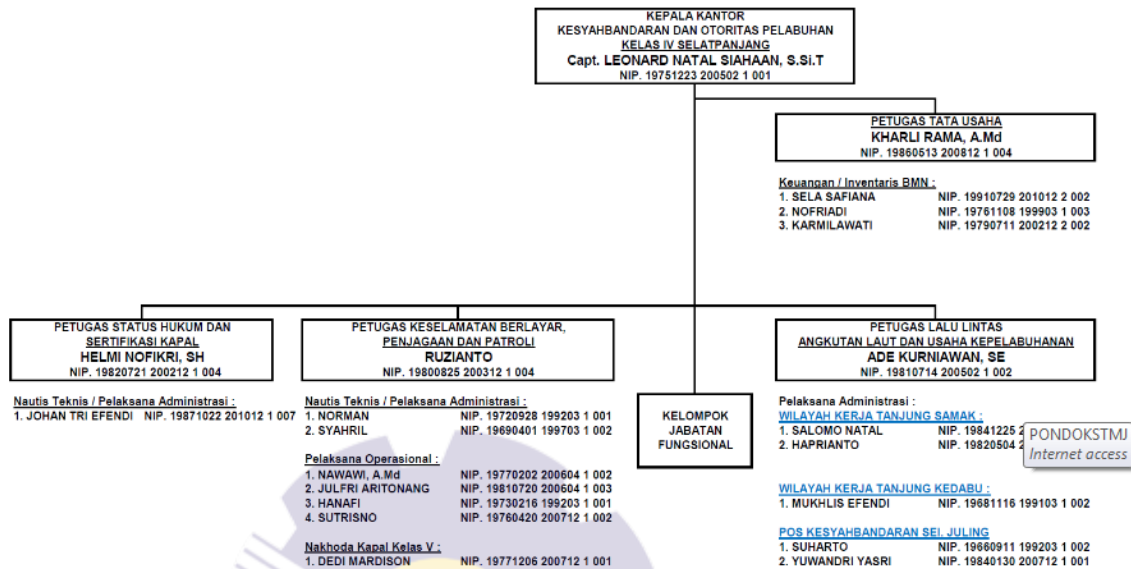 KEPALA KANTOR
KESYAHBANDARAN DAN OTORITAS PELABUHAN
KELAS IV SELATPANJANG
Capt. LEONARD NATAL SIAHAAN, S.Si.T
NIP. 19751223 200502 1 001
PETUGAS TATA USAHA
KHARLI RAMA, A.Md
NIP. 19860513 200812 1 004
Keuangan / Inventaris BMN :
1. SELA SAFIANA NIP. 19910729 201012 2 002
2. NOFRIADI NIP. 19761108 199903 1 003
3. KARMILAWATI NIP. 19790711 200212 2 002
PETUGAS STATUS HUKUM DAN
SERTIFIKASI KAPAL
HELMI NOFIKRI, SH
NIP. 19820721 200212 1 004
Nautis Teknis / Pelaksana Administrasi :
1. JOHAN TRI EFENDI NIP. 19871022 201012 1 007
PETUGAS KESELAMATAN BERLAYAR,
PENJAGAAN DAN PATROLI
RUZIANTO
NIP. 19800825 200312 1 004
Nautis Teknis / Pelaksana Administrasi :
1. NORMAN NIP. 19720928 199203 1 001
2. SYAHRIL NIP. 19690401 199703 1 002
Pelaksana Operasional :
1. NAWAWI, A.Md NIP. 19770202 200604 1 002
2. JULFRI ARITONANG NIP. 19810720 200604 1 003
3. HANAFI NIP. 19730216 199203 1 001
4. SUTRISNO NIP. 19760420 200712 1 002
Nakhoda Kapal Kelas V :
1. DEDI MARDISON NIP. 19771206 200712 1 001
KELOMPOK
JABATAN
FUNGSIONAL
PETUGAS LALU LINTAS
ANGKUTAN LAUT DAN USAHA KEPELABUHANAN
ADE KURNIAWAN, SE
NIP. 19810714 200502 1 002
Pelaksana Administrasi :
WILAYAH KERJA TANJUNG SAMAK :
1. SALOMO NATAL NIP. 19841225 2
2. HAPRIANTO NIP. 19820504 2
PONDOKSTMJ
Internet access
WILAYAH KERJA TANJUNG KEDABU :
1. MUKHLIS EFENDI NIP. 19681116 199103 1 002
POS KESYAHBANDARAN SEI. JULING
1. SUHARTO NIP. 19660911 199203 1 002
2. YUWANDRI YASRI NIP. 19840130 200712 1 001